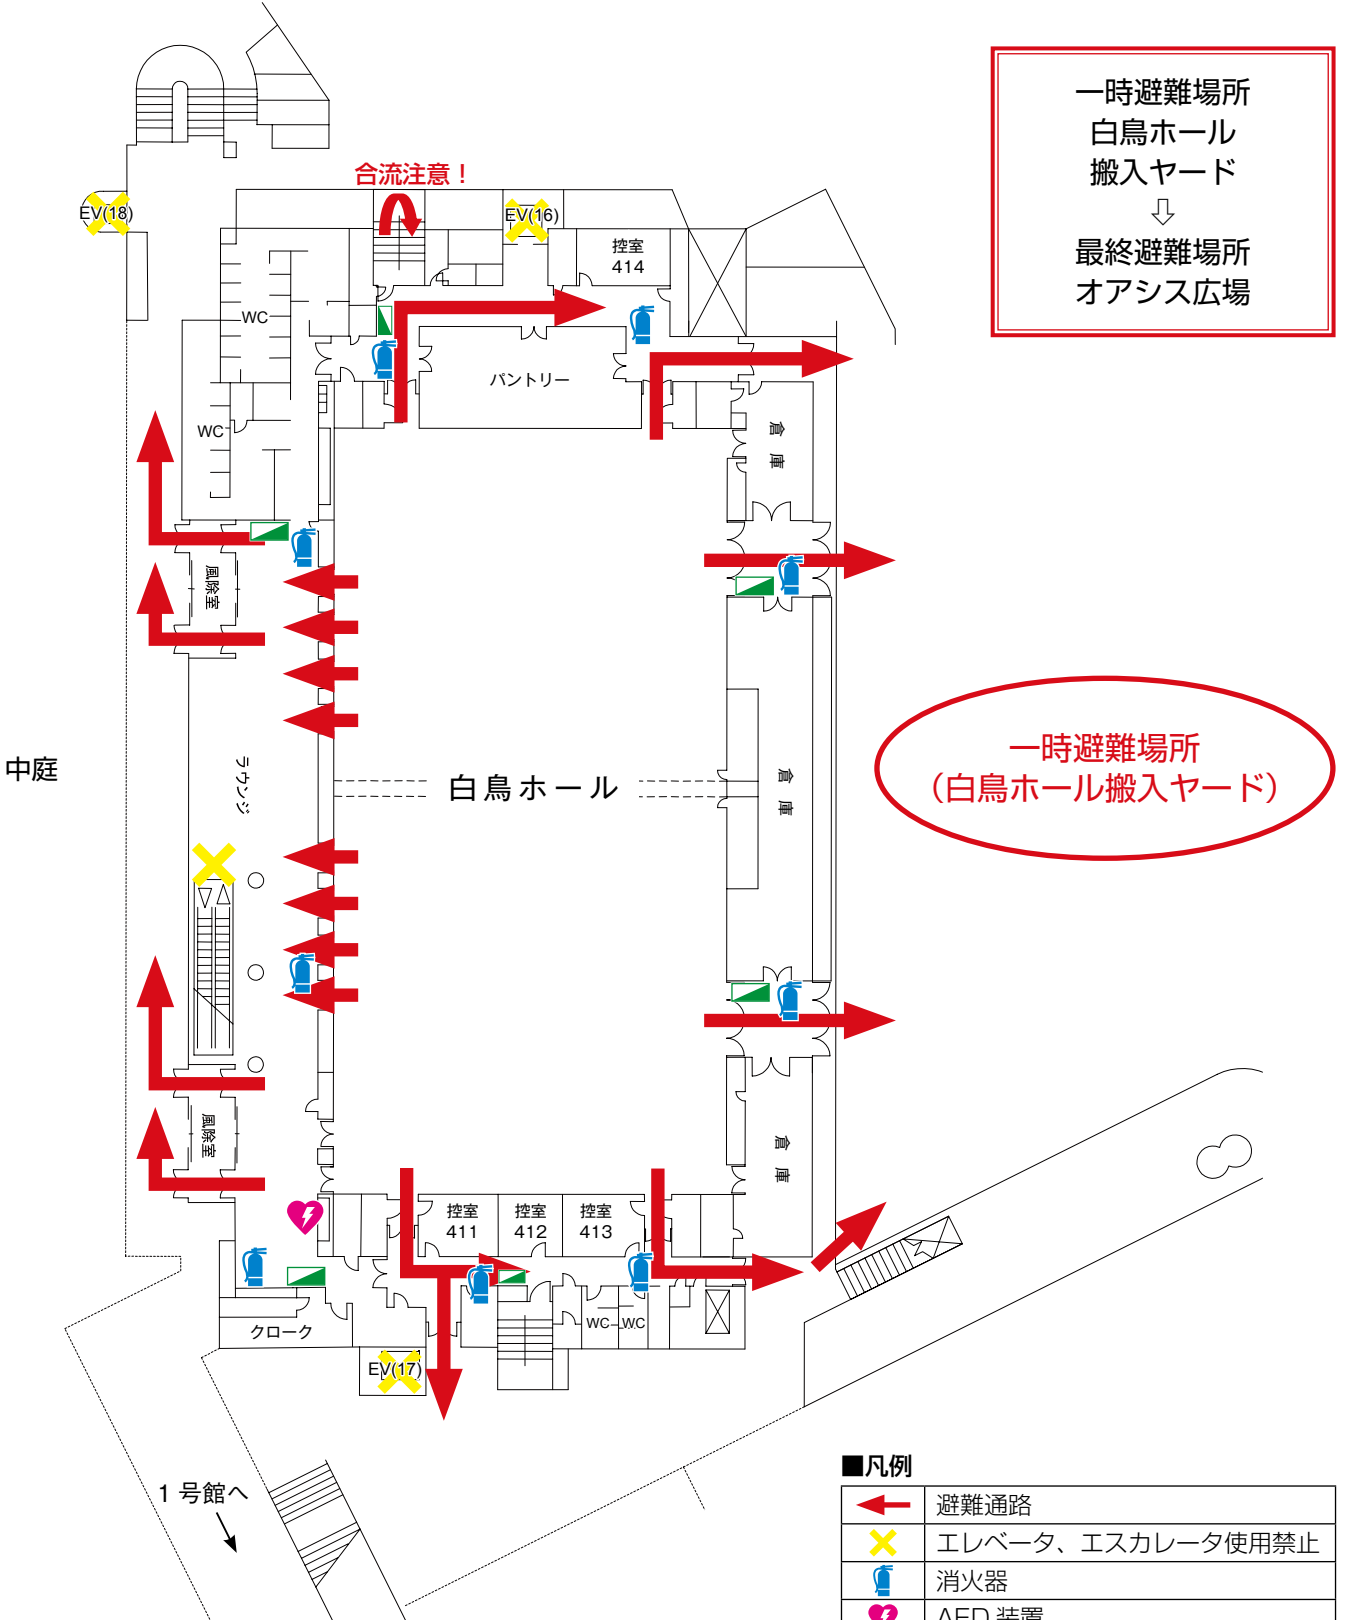 一時避難場所
白鳥ホール
搬入ヤード
⇩
最終避難場所
オアシス広場
合流注意！
EV(18)
EV(16)
控室
414
WC
パントリー
WC
倉庫
風除室
一時避難場所
（白鳥ホール搬入ヤード）
中庭
ラウンジ
白鳥ホール
倉庫
風除室
倉庫
控室
411
控室
412
控室
413
クローク
WC
WC
EV(17)
1 号館へ
■凡例
避難通路
エレベータ、エスカレータ使用禁止
消火器
AED 装置